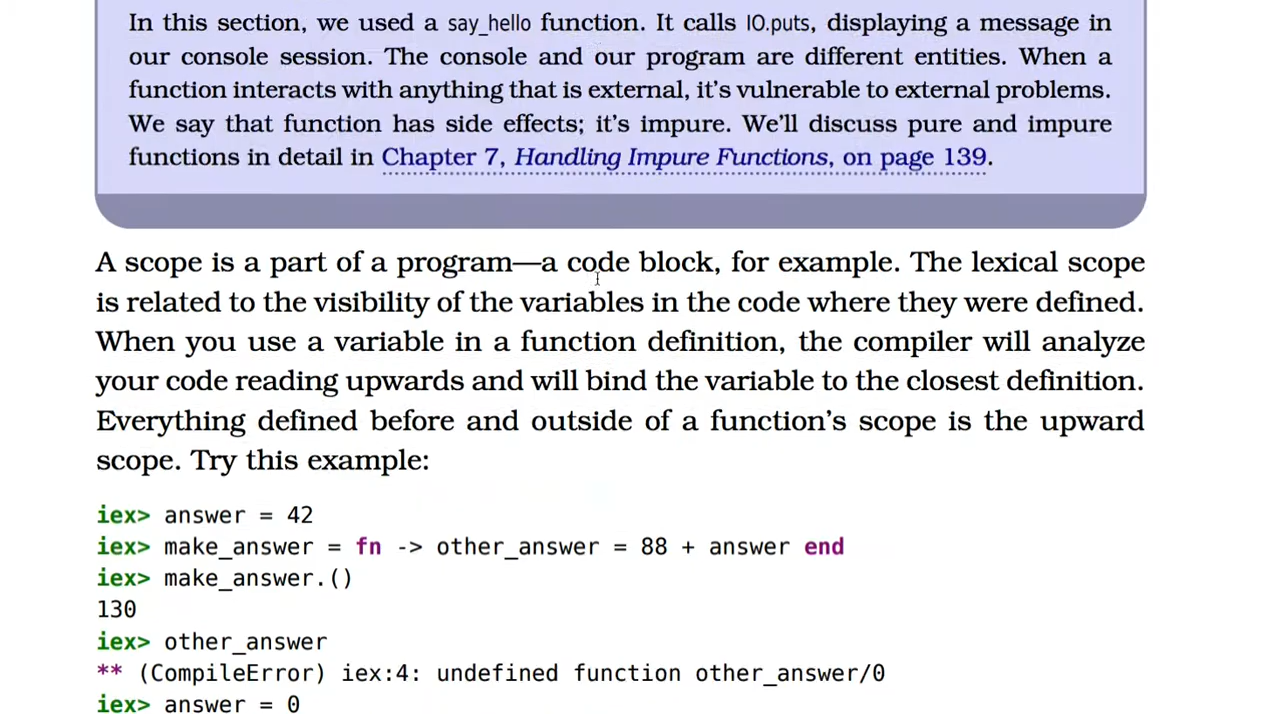 In this section, we used a say_hello function. It calls IO.puts, displaying a message in
our console session. The console and our program are different entities. When a
function interacts with anything that is external, it’s vulnerable to external problems.
We say that function has side effects; it’s impure. We’ll discuss pure and impure
functions in detail in Chapter 7, Handling Impure Functions, on page 139.
A scope is a part of a program—a code block, for example. The lexical scope
is related to the visibility of the variables in the code where they were defined.
When you use a variable in a function definition, the compiler will analyze
your code reading upwards and will bind the variable to the closest definition.
Everything defined before and outside of a function’s scope is the upward
scope. Try this example:
iex> answer = 42
iex> make_answer = fn -> other_answer = 88 + answer end
iex> make_answer.()
130
iex> other_answer
** (CompileError) iex:4: undefined function other_answer/0
iex> answer = 0